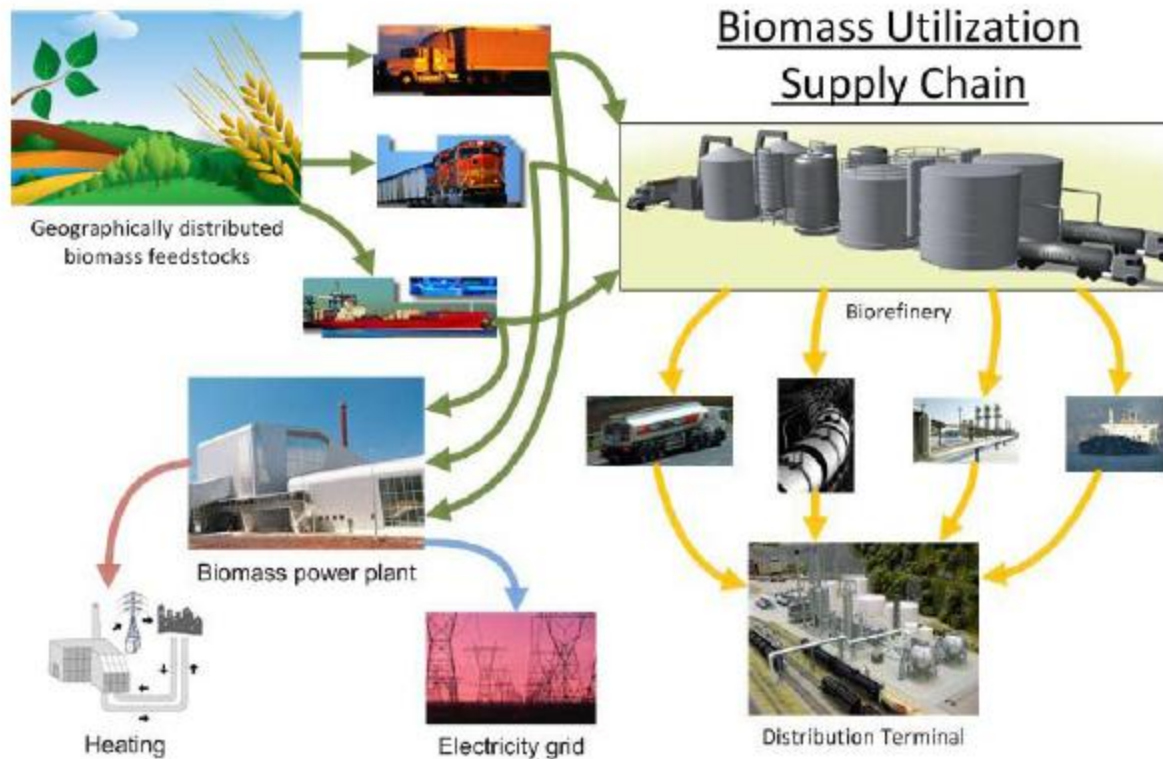 Biomass Utilization
Supply Chain
Geographically distributed
biomass feedstocks
Biorefinery
Biomass power plant
Heating
Electricity grid
Distribution Terminal